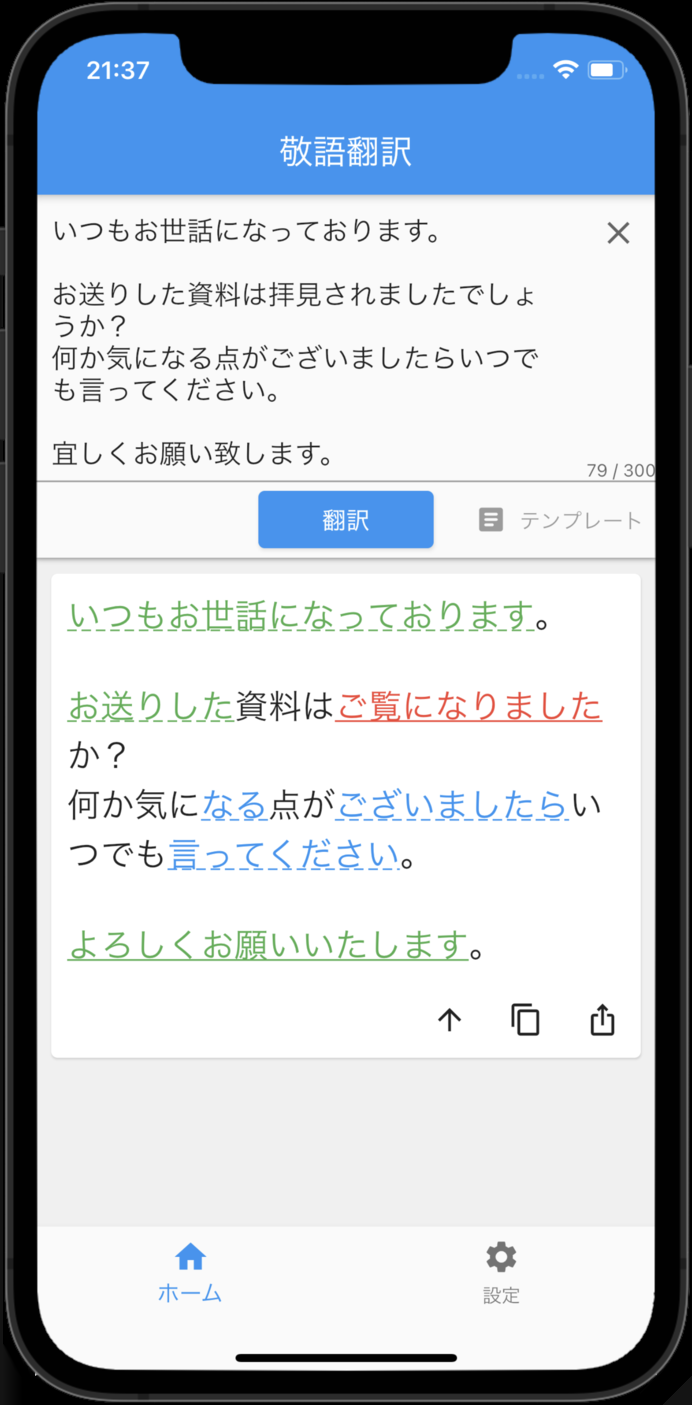 21:37
敬語翻訳
いつもお世話になっております。
お送りした資料は拝見されましたでしょ
うか？
何か気になる点がございましたらいつで
も言ってください。
宜しくお願い致します。
79 / 300
翻訳
テンプレート
いつもお世話になっております。
お送りした資料はご覧になりました
か？
何か気になる点がございましたらい
つでも言ってください。
よろしくお願いいたします。
ホーム
設定